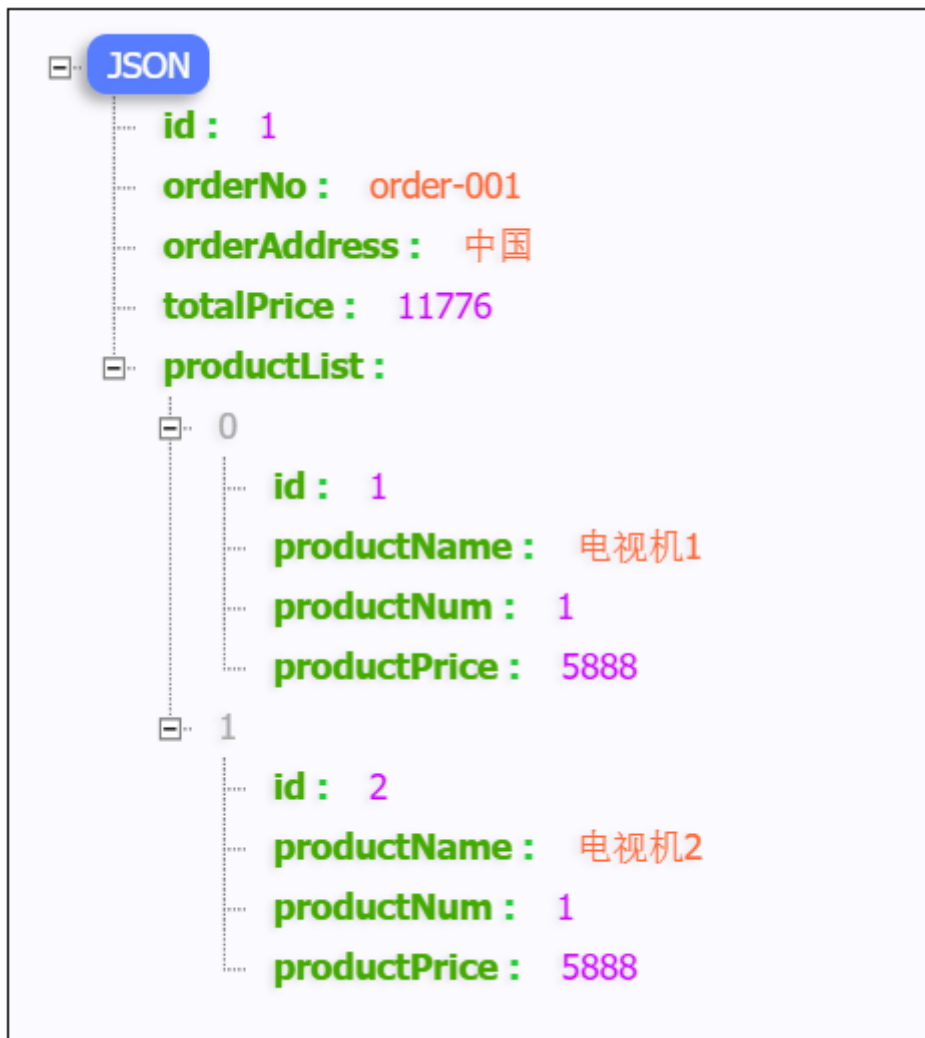 JSON
id : 1
orderNo : order-001
orderAddress : 中国
totalPrice : 11776
productList :
0
id : 1
productName : 电视机1
productNum : 1
productPrice : 5888
1
id : 2
productName : 电视机2
productNum : 1
productPrice : 5888